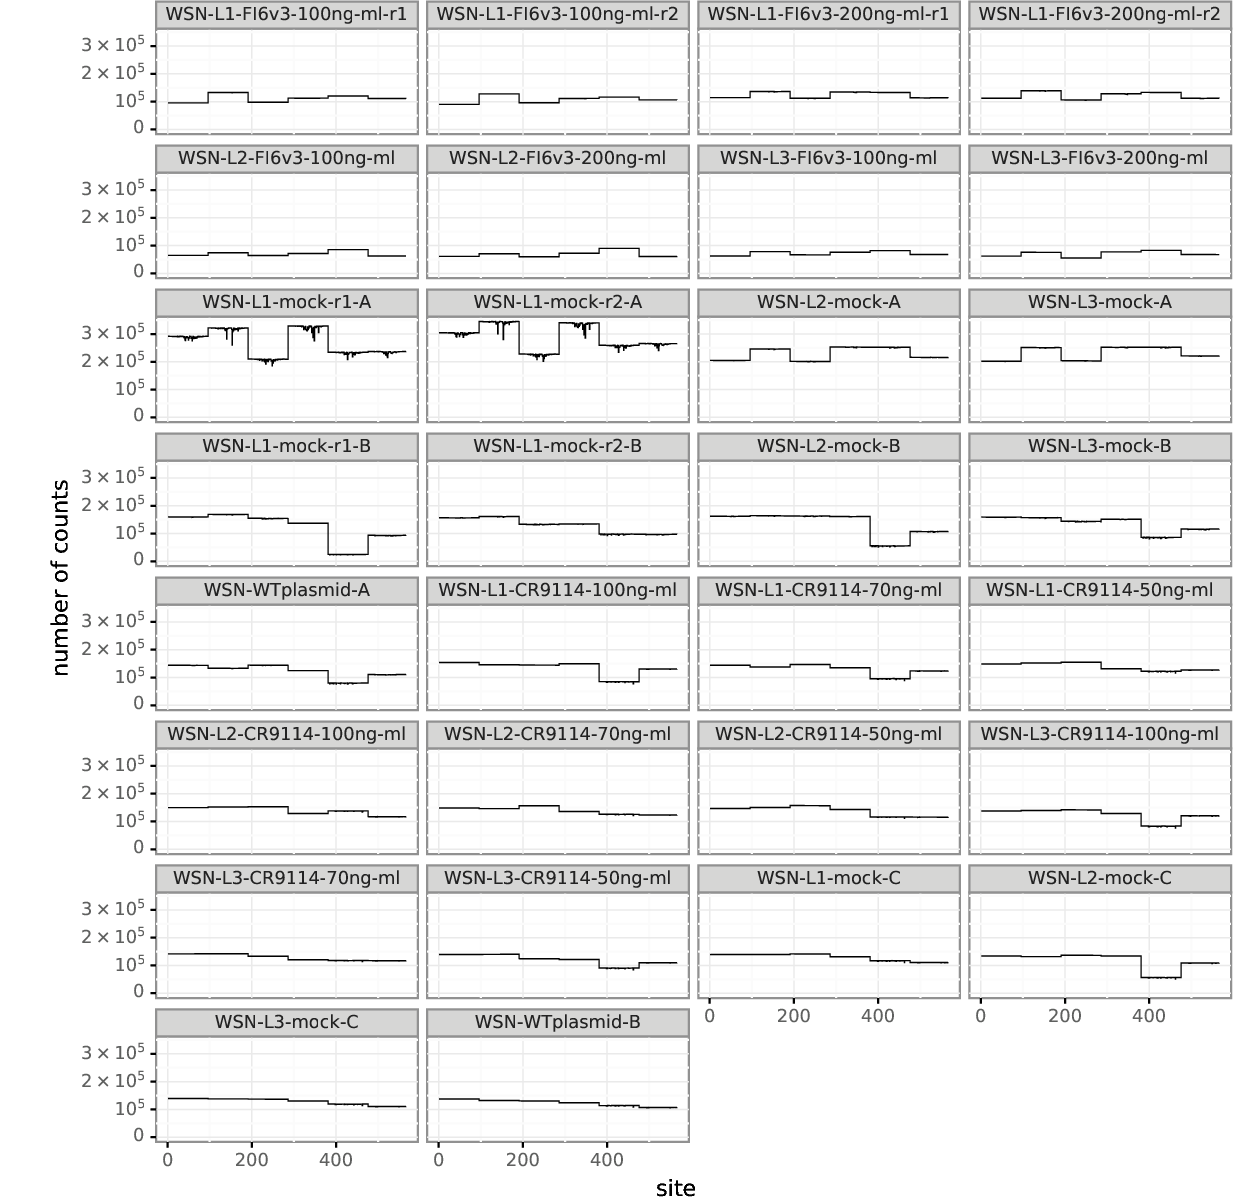 WSN-L1-FI6v3-100ng-ml-r1 WSN-L1-FI6v3-100ng-ml-r2 WSN-L1-FI6v3-200ng-ml-r1 WSN-L1-FI6v3-200ng-ml-r2
3 × 10⁵
2 × 10⁵
10⁵
0
WSN-L2-FI6v3-100ng-ml WSN-L2-FI6v3-200ng-ml WSN-L3-FI6v3-100ng-ml WSN-L3-FI6v3-200ng-ml
3 × 10⁵
2 × 10⁵
10⁵
0
WSN-L1-mock-r1-A WSN-L1-mock-r2-A WSN-L2-mock-A WSN-L3-mock-A
3 × 10⁵
2 × 10⁵
10⁵
0
WSN-L1-mock-r1-B WSN-L1-mock-r2-B WSN-L2-mock-B WSN-L3-mock-B
3 × 10⁵
2 × 10⁵
10⁵
0
number of counts
WSN-WTplasmid-A WSN-L1-CR9114-100ng-ml WSN-L1-CR9114-70ng-ml WSN-L1-CR9114-50ng-ml
3 × 10⁵
2 × 10⁵
10⁵
0
WSN-L2-CR9114-100ng-ml WSN-L2-CR9114-70ng-ml WSN-L2-CR9114-50ng-ml WSN-L3-CR9114-100ng-ml
3 × 10⁵
2 × 10⁵
10⁵
0
WSN-L3-CR9114-70ng-ml WSN-L3-CR9114-50ng-ml WSN-L1-mock-C WSN-L2-mock-C
3 × 10⁵
2 × 10⁵
10⁵
0
0 200 400 0 200 400
WSN-L3-mock-C WSN-WTplasmid-B
3 × 10⁵
2 × 10⁵
10⁵
0
0 200 400 0 200 400
site